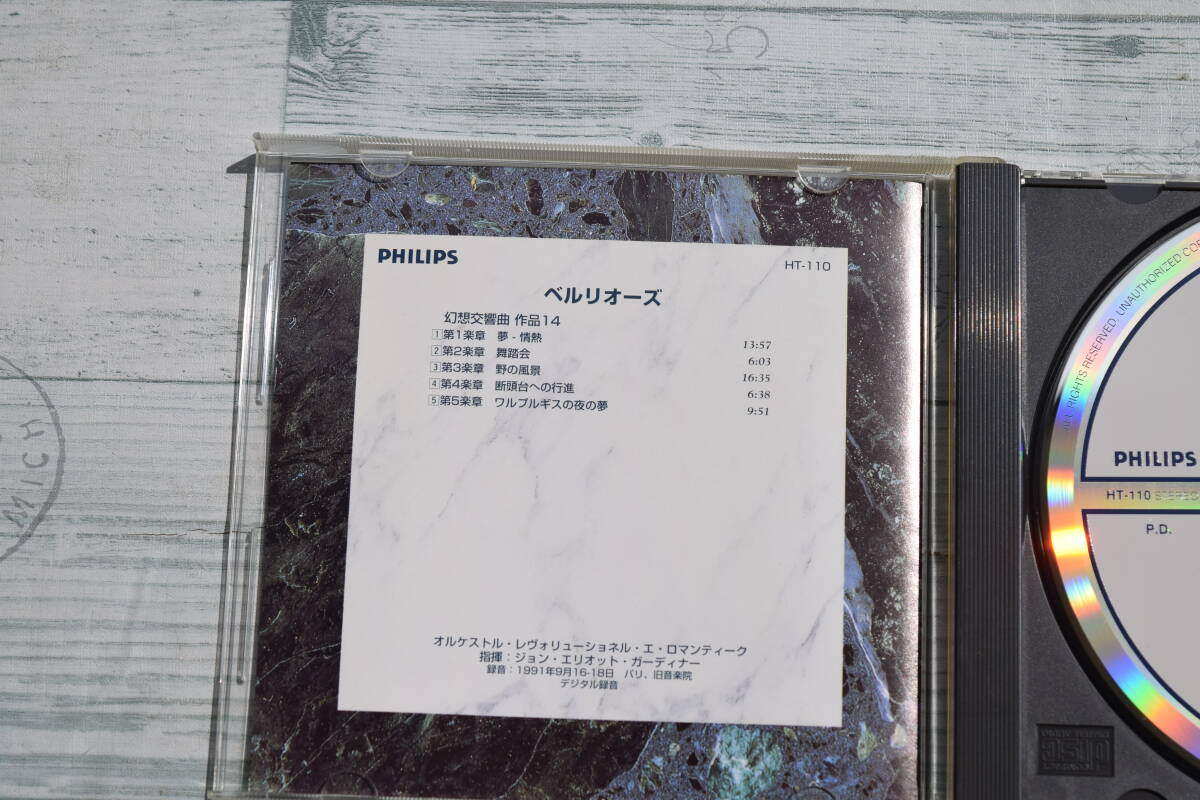 PHILIPS
HT-110
ベルリオーズ
幻想交響曲 作品14
1 第1楽章 夢 - 情熱 13:57
2 第2楽章 舞踏会 6:03
3 第3楽章 野の風景 16:35
4 第4楽章 断頭台への行進 6:38
5 第5楽章 ワルプルギスの夜の夢 9:51
オルケストル・レヴォリューショネル・エ・ロマンティーク
指揮：ジョン・エリオット・ガーディナー
録音：1991年9月16-18日 パリ、旧音楽院
デジタル録音
ALL RIGHTS RESERVED. UNAUTHORIZED
PHILIPS
HT-110 STEREO
P.D.
MICH
disc